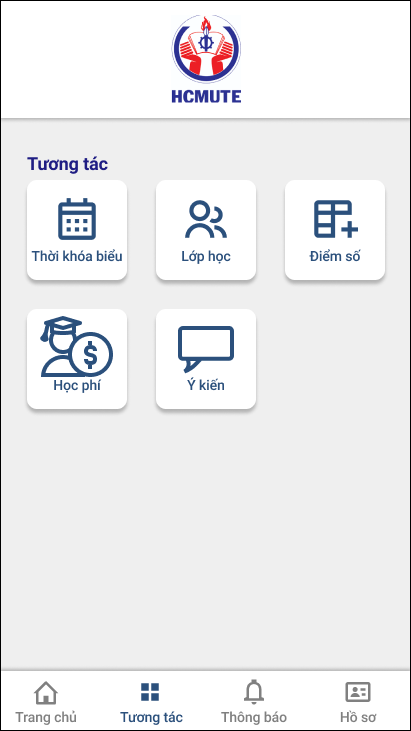 HCMUTE
Tương tác
Thời khóa biểu
Lớp học
Điểm số
$
Học phí
Ý kiến
Trang chủ
Tương tác
Thông báo
Hồ sơ